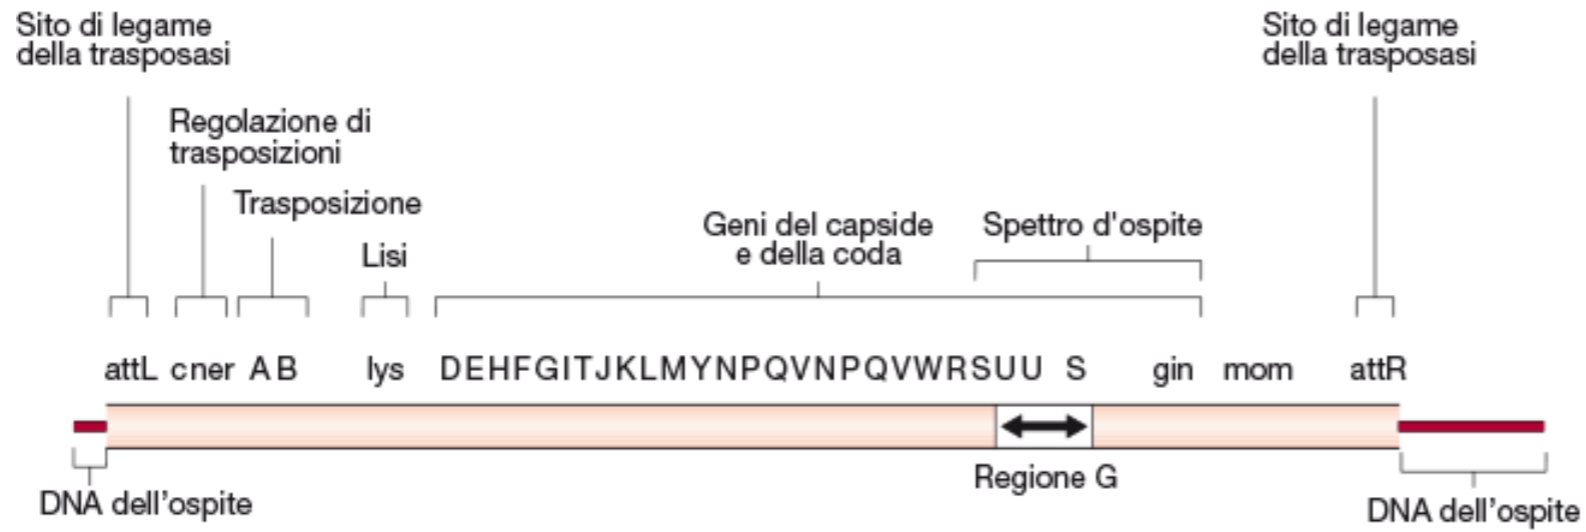 Sito di legame
della trasposasi
Sito di legame
della trasposasi
Regolazione di
trasposizioni
Trasposizione
Lisi
Geni del capside
e della coda
Spettro d'ospite
attL cner A B lys DEHFGITJKLMYNPQVNPQVWRSUU S gin mom attR
Regione G
DNA dell'ospite
DNA dell'ospite